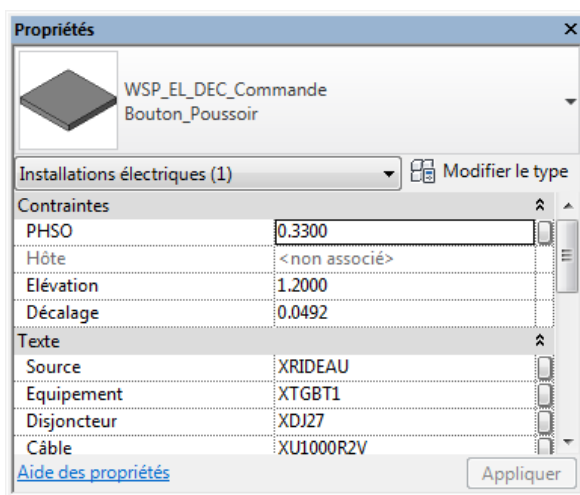 Propriétés
WSP_EL_DEC_Commande
Bouton_Poussoir
Installations électriques (1)
Modifier le type
Contraintes
PHSO 0.3300
Hôte <non associé>
Elévation 1.2000
Décalage 0.0492
Texte
Source XRIDEAU
Equipement XTGBT1
Disjoncteur XDJ27
Câble XU1000R2V
Aide des propriétés Appliquer